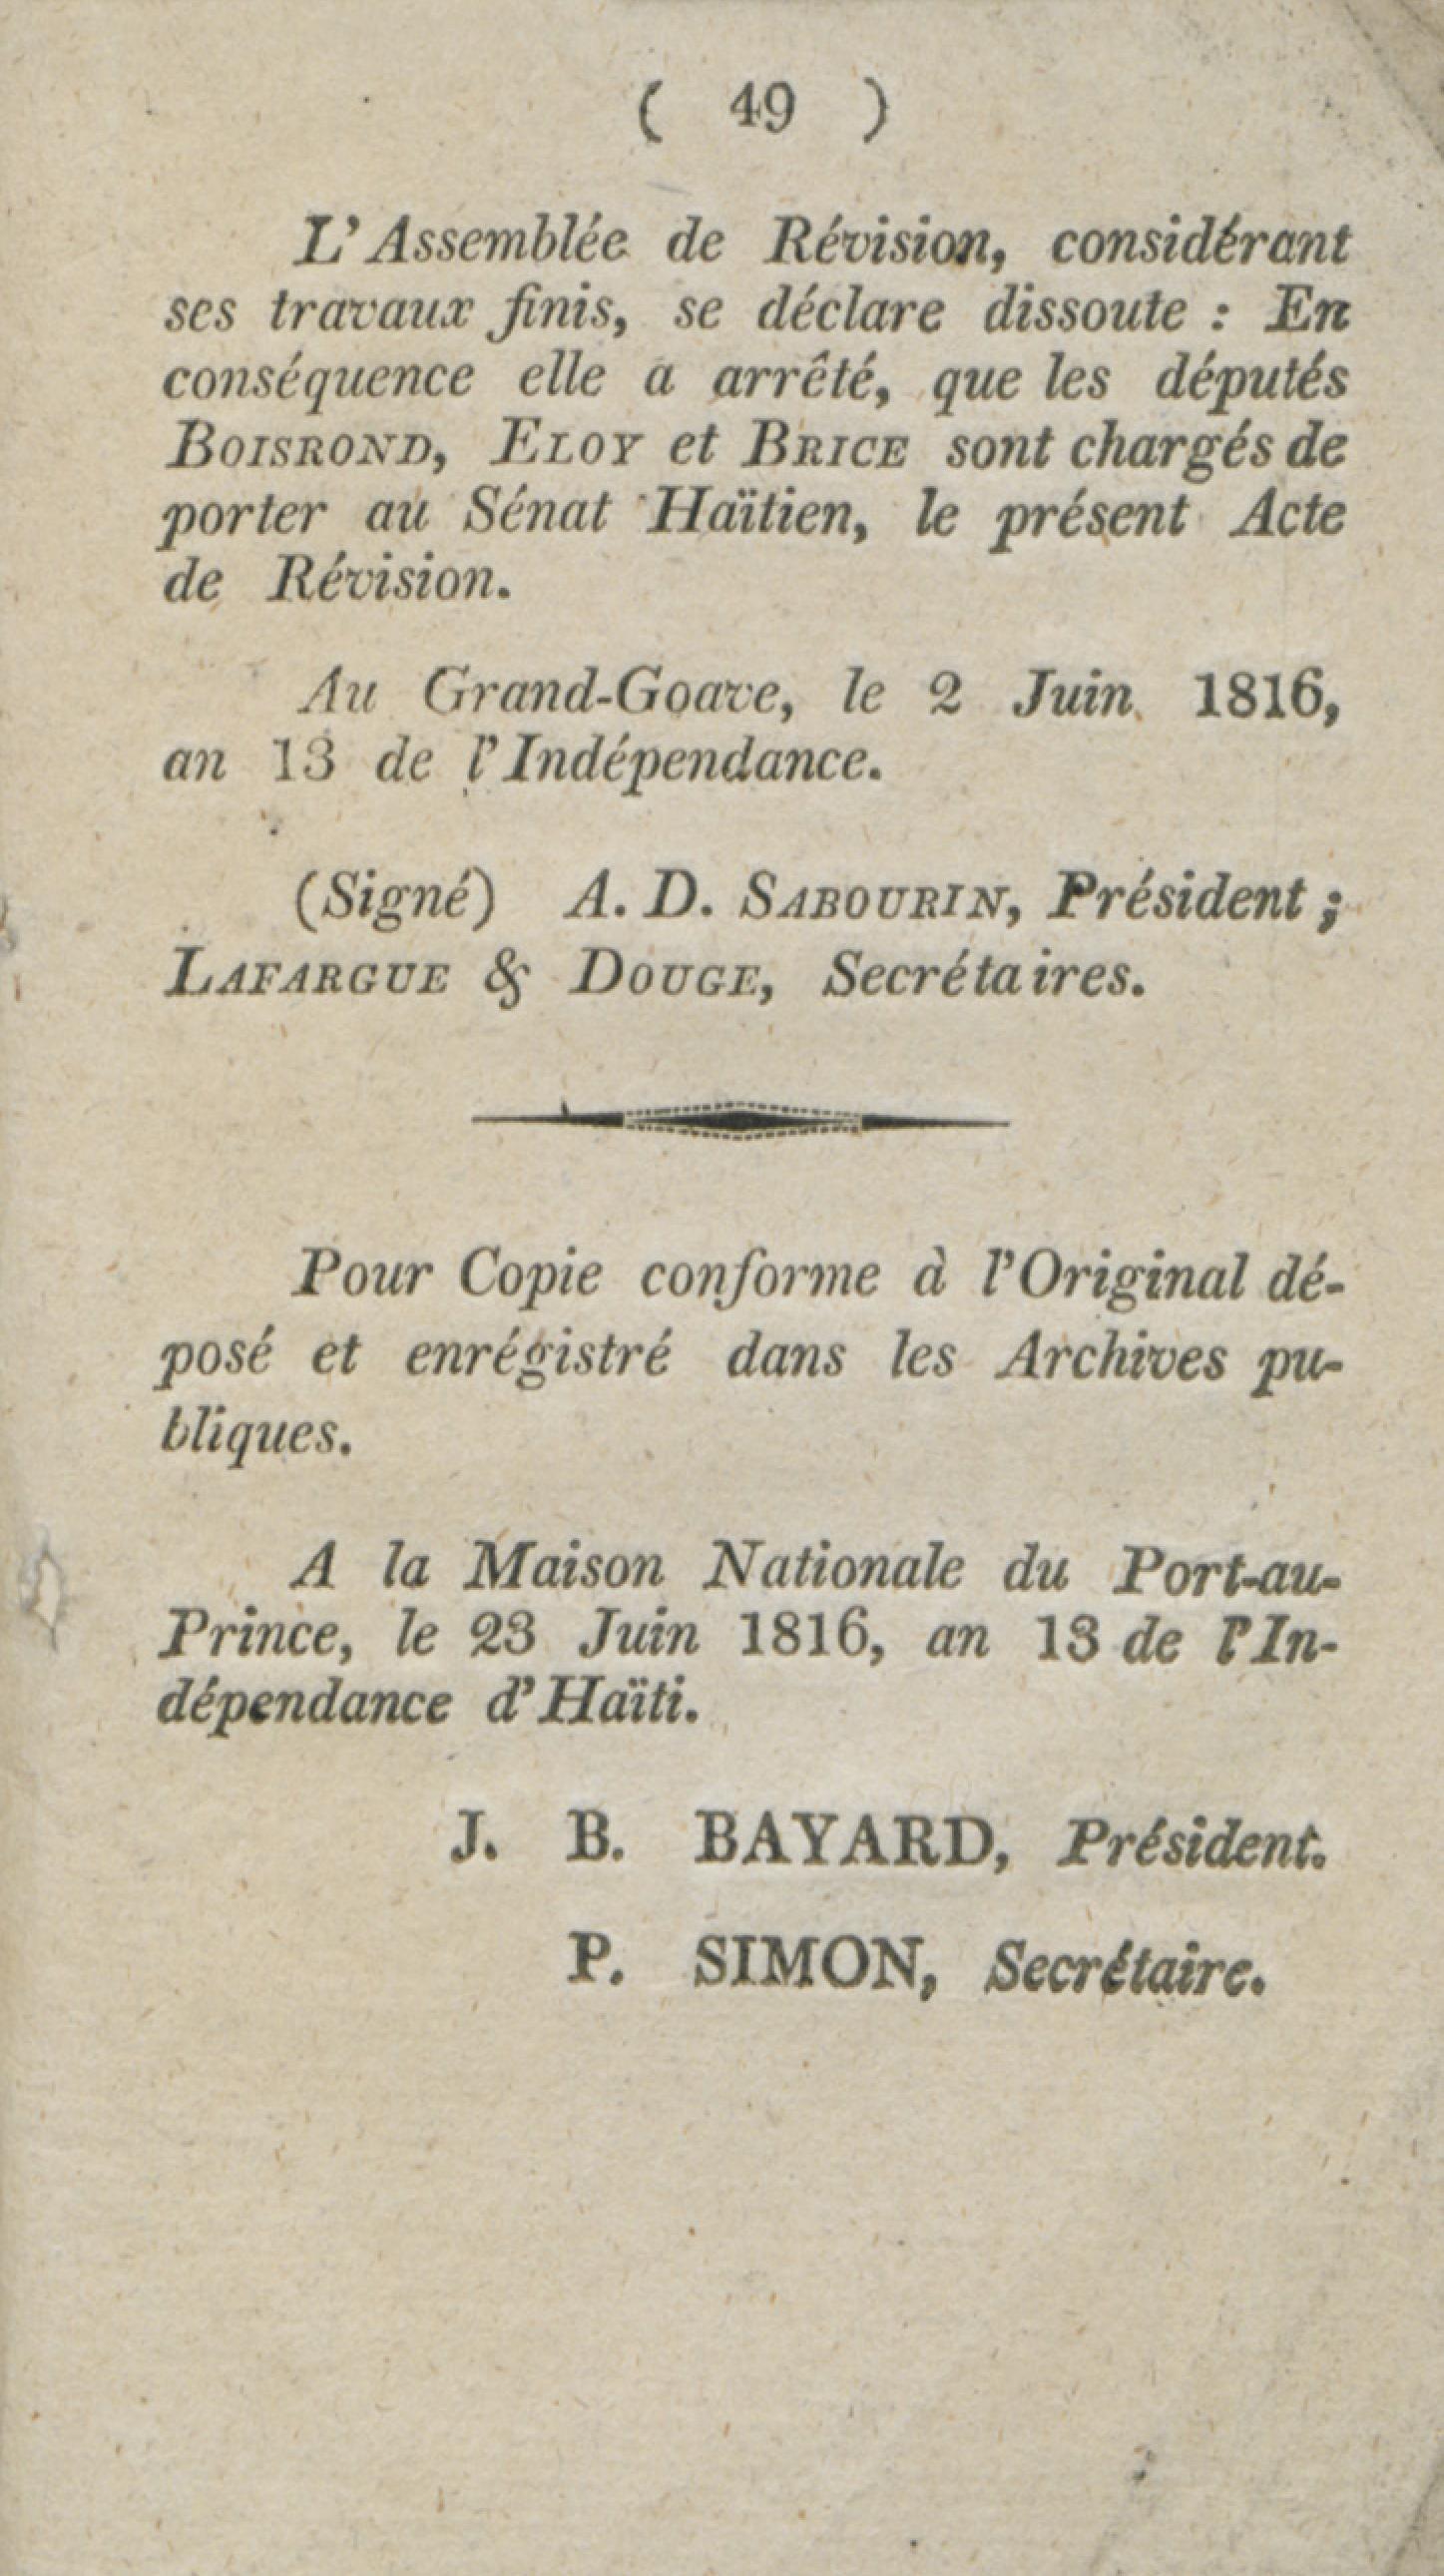 ( 49 )
L'Assemblée de Révision, considérant
ses travaux finis, se déclare dissoute : En
conséquence elle a arrêté, que les députés
BOISROND, ELOY et BRICE sont chargés de
porter au Sénat Haïtien, le présent Acte
de Révision.
Au Grand-Goave, le 2 Juin 1816,
an 13 de l'Indépendance.
(Signé) A. D. SABOURIN, Président ;
LAFARGUE & DOUGE, Secrétaires.
Pour Copie conforme à l'Original dé-
posé et enrégistré dans les Archives pu-
bliques.
A la Maison Nationale du Port-au-
Prince, le 23 Juin 1816, an 13 de l'In-
dépendance d'Haïti.
J. B. BAYARD, Président.
P. SIMON, Secrétaire.